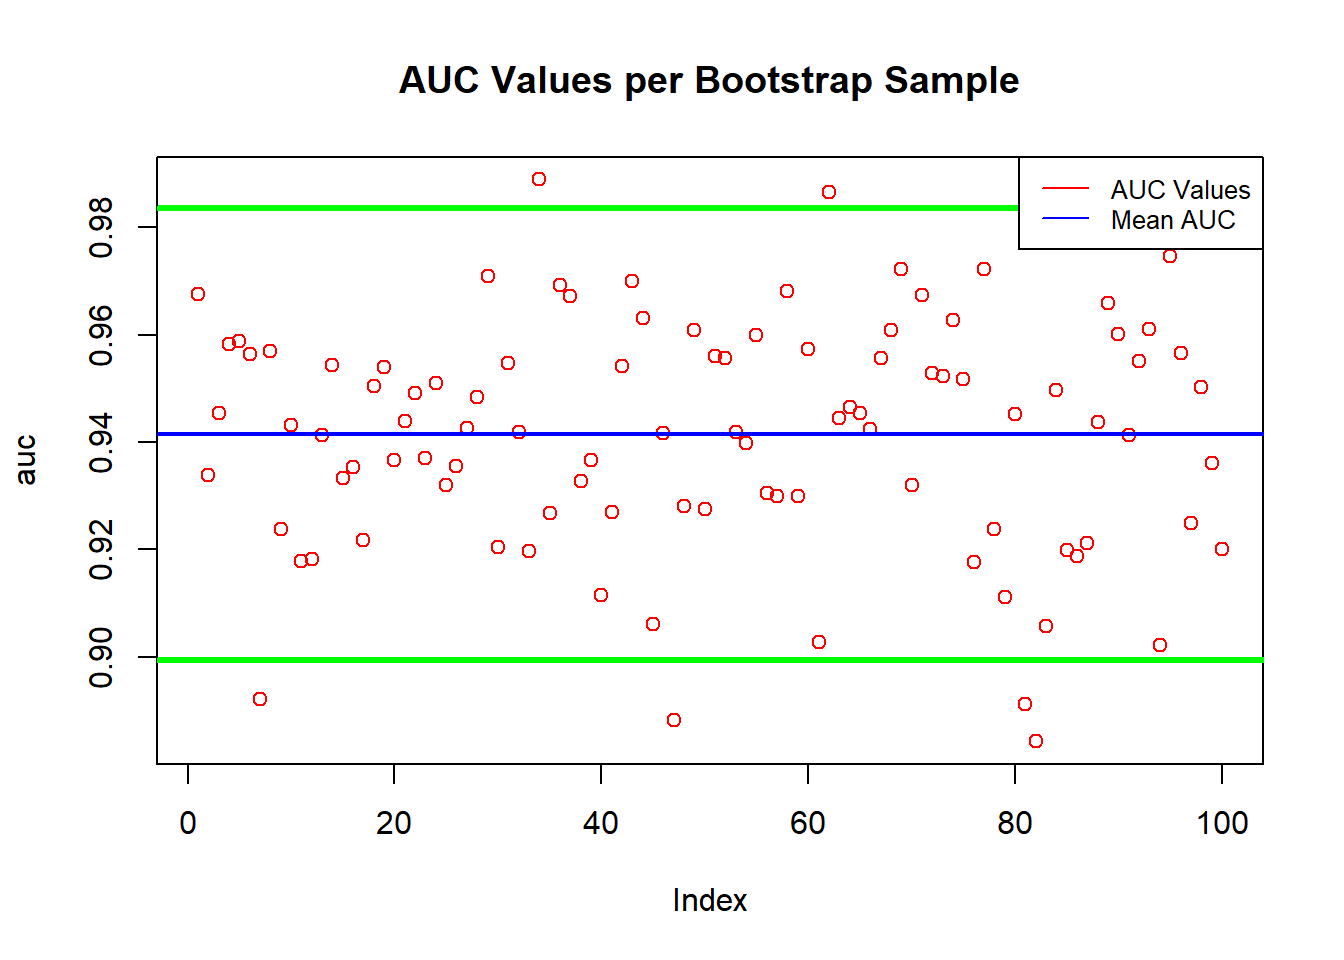 AUC Values per Bootstrap Sample
AUC Values
Mean AUC
auc
0.98
0.96
0.94
0.92
0.90
0 20 40 60 80 100
Index